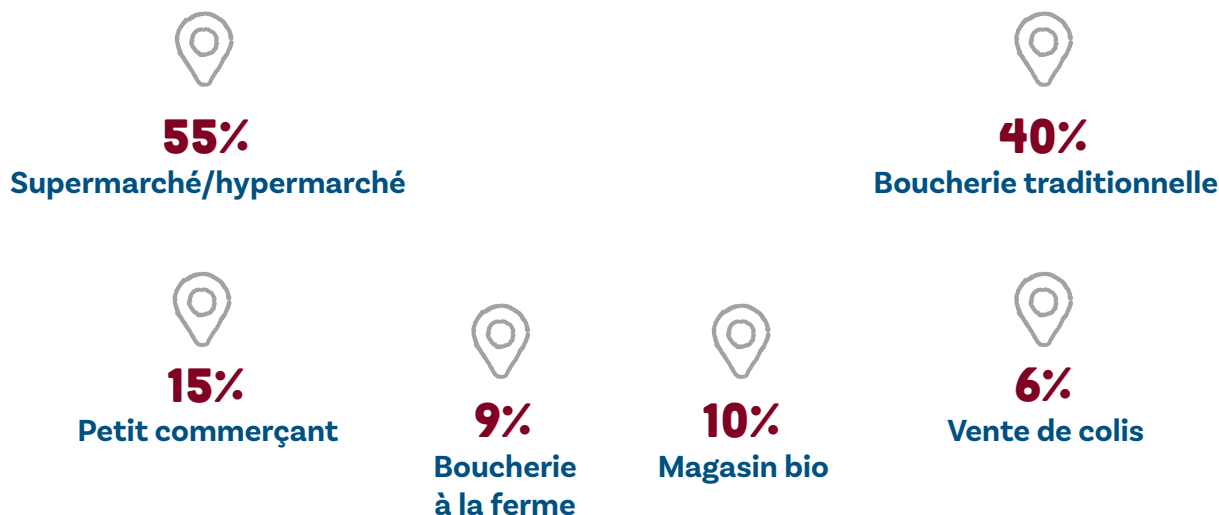 55%
Supermarché/hypermarché
40%
Boucherie traditionnelle
15%
Petit commerçant
9%
Boucherie
à la ferme
10%
Magasin bio
6%
Vente de colis